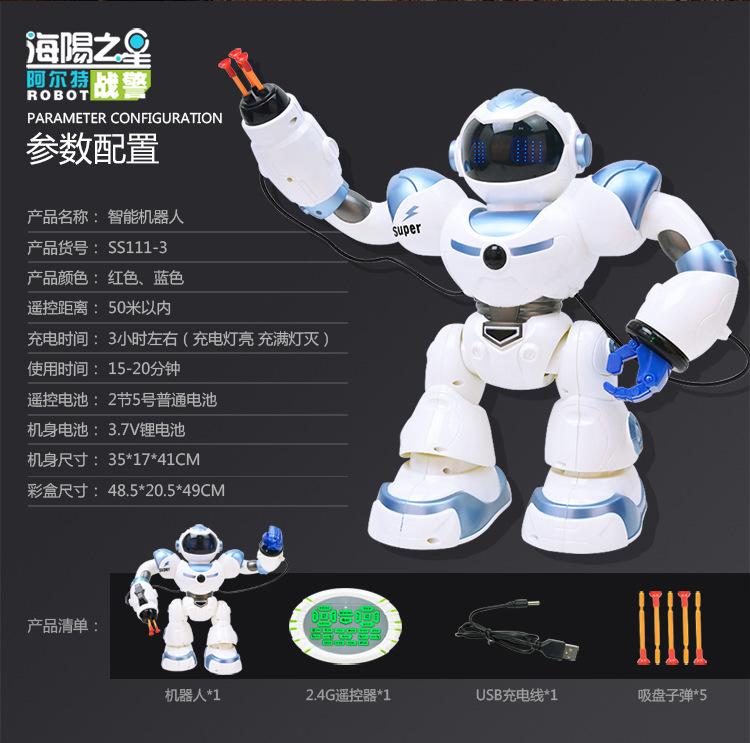 海陽之星
阿尔特战警
ROBOT
PARAMETER CONFIGURATION
参数配置
产品名称： 智能机器人
产品货号： SS111-3
产品颜色： 红色、蓝色
遥控距离： 50米以内
充电时间： 3小时左右（充电灯亮 充满灯灭）
使用时间： 15-20分钟
遥控电池： 2节5号普通电池
机身电池： 3.7V锂电池
机身尺寸： 35*17*41CM
彩盒尺寸： 48.5*20.5*49CM
Super
产品清单：
SUPER
机器人*1
2.4G遥控器*1
USB充电线*1
吸盘子弹*5